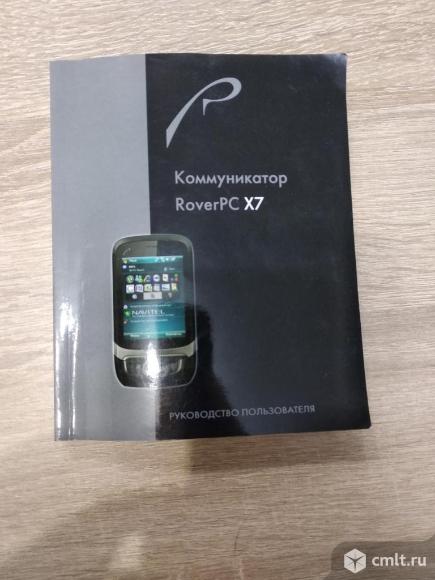 Коммуникатор
RoverPC X7
NAVITEL
РУКОВОДСТВО ПОЛЬЗОВАТЕЛЯ
cmlt.ru